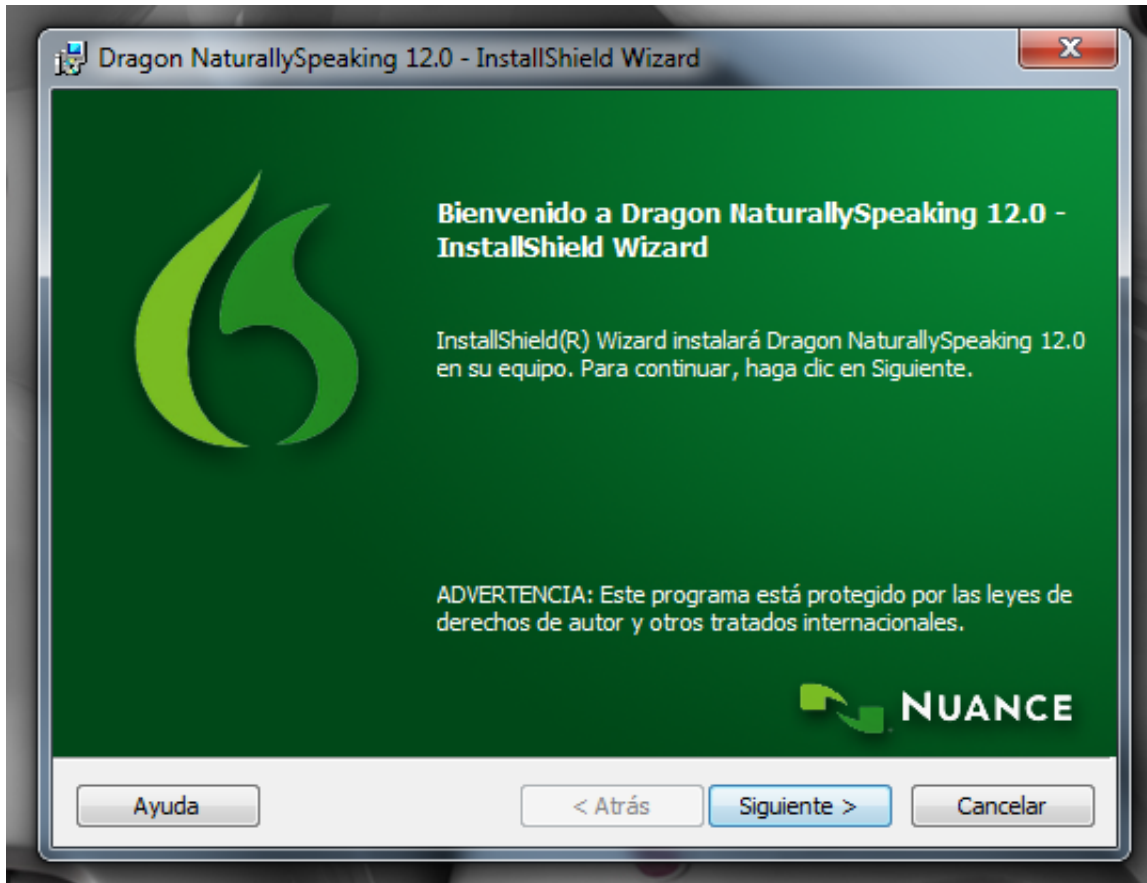 Dragon NaturallySpeaking 12.0 - InstallShield Wizard
Bienvenido a Dragon NaturallySpeaking 12.0 -
InstallShield Wizard
InstallShield(R) Wizard instalará Dragon NaturallySpeaking 12.0
en su equipo. Para continuar, haga clic en Siguiente.
ADVERTENCIA: Este programa está protegido por las leyes de
derechos de autor y otros tratados internacionales.
NUANCE
Ayuda
< Atrás
Siguiente >
Cancelar